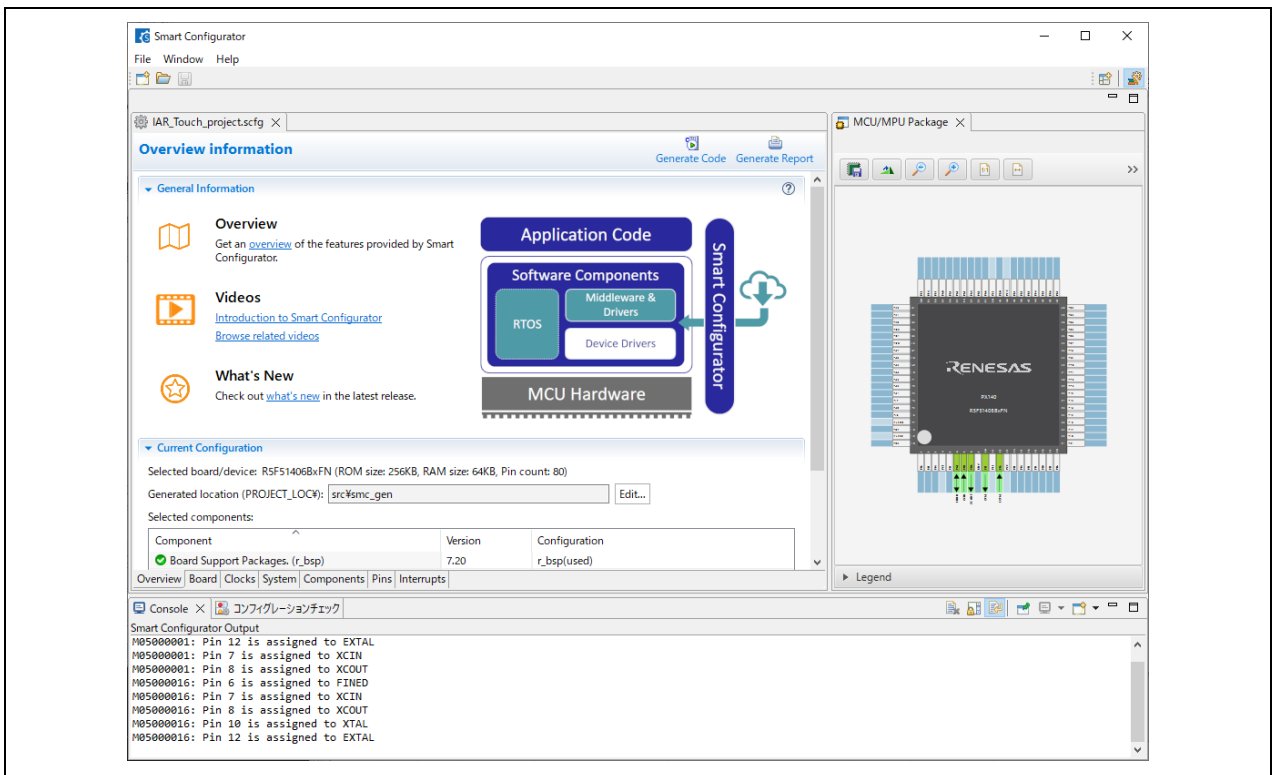 Smart Configurator
File Window Help
IAR_Touch_project.scfg
MCU/MPU Package
Overview information
Generate Code Generate Report
General Information
Overview
Get an overview of the features provided by Smart
Configurator.
Videos
Introduction to Smart Configurator
Browse related videos
What's New
Check out what's new in the latest release.
Application Code
Software Components
RTOS
Middleware &
Drivers
Device Drivers
MCU Hardware
Smart Configurator
RENESAS
RX140
R5F51406BxFN
Current Configuration
Selected board/device: R5F51406BxFN (ROM size: 256KB, RAM size: 64KB, Pin count: 80)
Generated location (PROJECT_LOC¥): src¥smc_gen Edit...
Selected components:
Component Version Configuration
Board Support Packages. (r_bsp) 7.20 r_bsp(used)
Overview Board Clocks System Components Pins Interrupts
Legend
Console コンフィグレーションチェック
Smart Configurator Output
M05000001: Pin 12 is assigned to EXTAL
M05000001: Pin 7 is assigned to XCIN
M05000001: Pin 8 is assigned to XCOUT
M05000016: Pin 6 is assigned to FINED
M05000016: Pin 7 is assigned to XCIN
M05000016: Pin 8 is assigned to XCOUT
M05000016: Pin 10 is assigned to XTAL
M05000016: Pin 12 is assigned to EXTAL